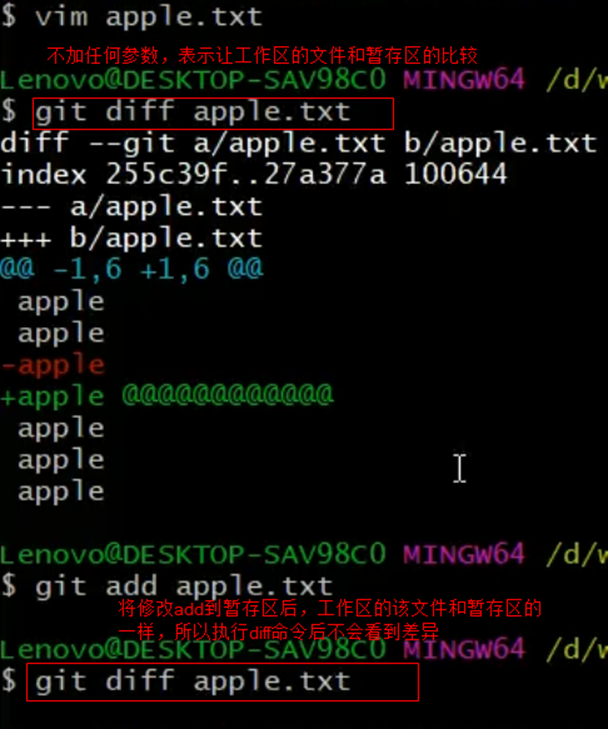 $ vim apple.txt
不加任何参数，表示让工作区的文件和暂存区的比较
Lenovo@DESKTOP-SAV98C0 MINGW64 /d/w
$ git diff apple.txt
diff --git a/apple.txt b/apple.txt
index 255c39f..27a377a 100644
--- a/apple.txt
+++ b/apple.txt
@@ -1,6 +1,6 @@
 apple
 apple
-apple
+apple @@@@@@@@@@@@
 apple
 apple
 apple
Lenovo@DESKTOP-SAV98C0 MINGW64 /d/w
$ git add apple.txt
将修改add到暂存区后，工作区的该文件和暂存区的
一样，所以执行diff命令后不会看到差异
Lenovo@DESKTOP-SAV98C0 MINGW64 /d/w
$ git diff apple.txt